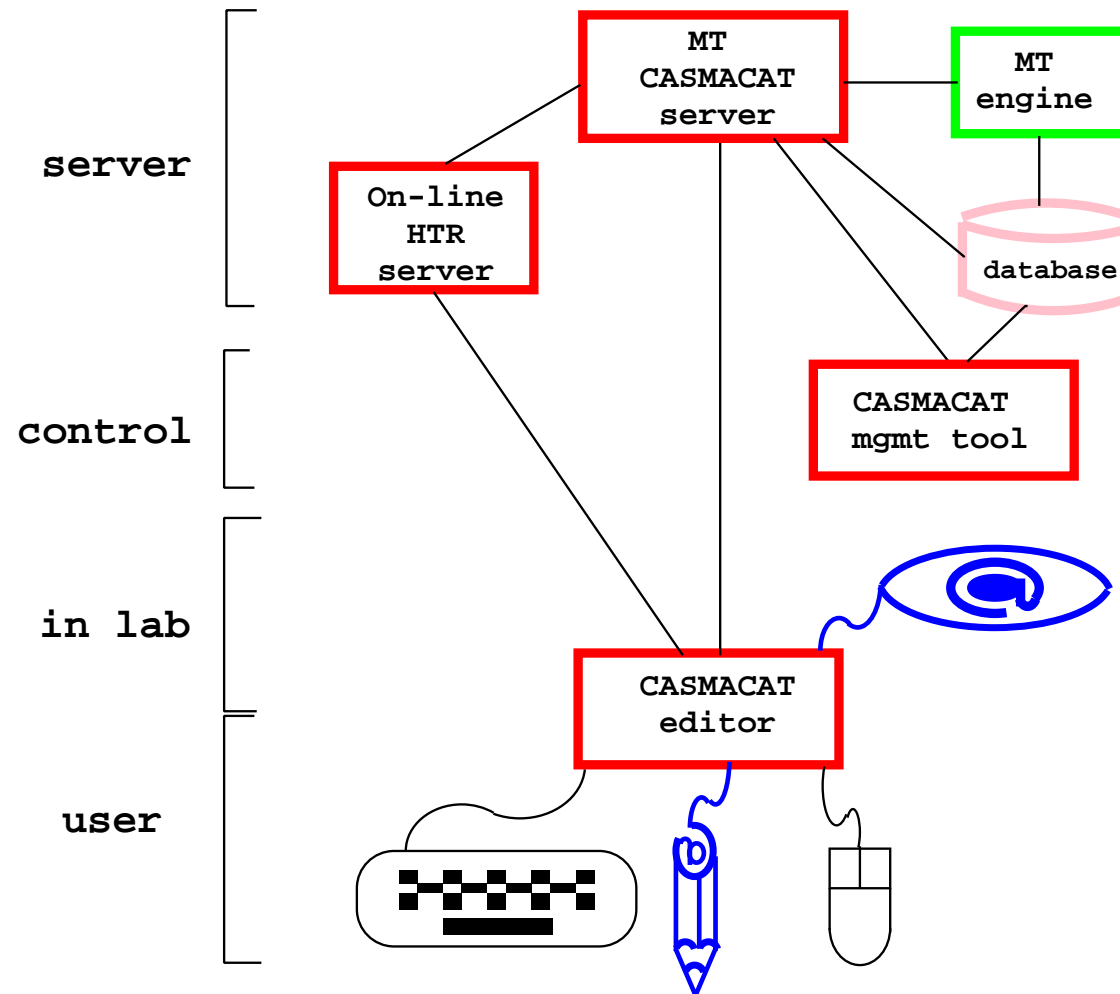 MT
CASMACAT
server
MT
engine
server
On-line
HTR
server
database
CASMACAT
mgmt tool
control
in lab
CASMACAT
editor
user